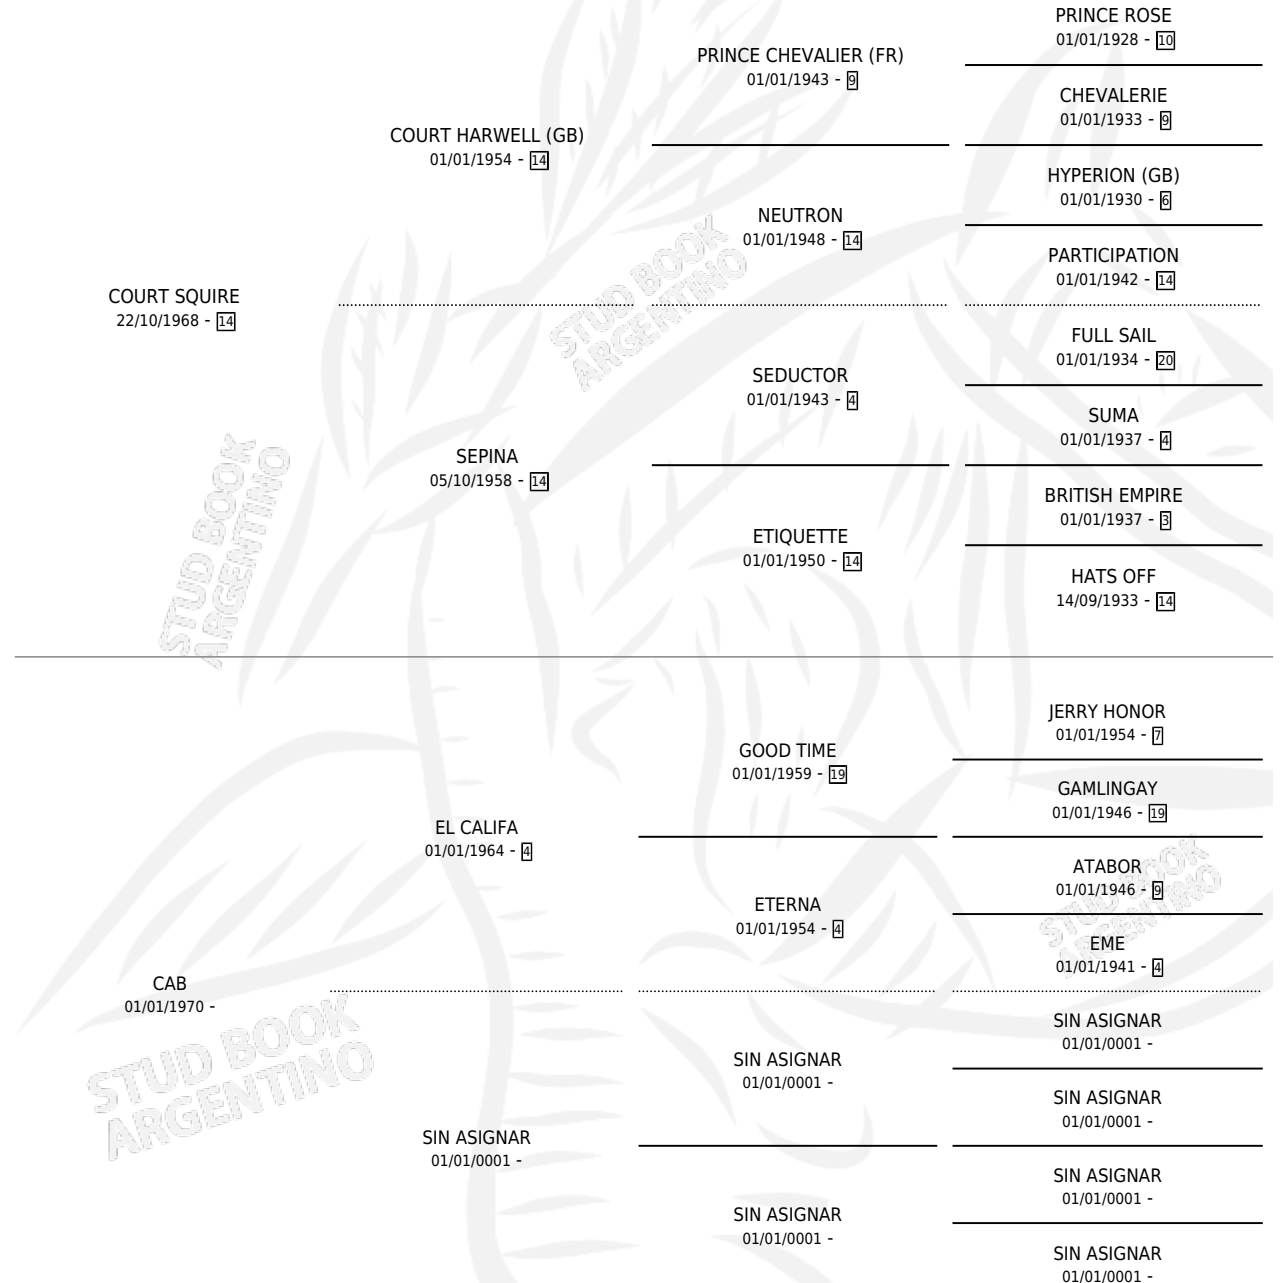 PRINCE ROSE
01/01/1928 - 10
PRINCE CHEVALIER (FR)
01/01/1943 - 9
CHEVALERIE
01/01/1933 - 9
COURT HARWELL (GB)
01/01/1954 - 14
HYPERION (GB)
01/01/1930 - 6
NEUTRON
01/01/1948 - 14
PARTICIPATION
01/01/1942 - 14
COURT SQUIRE
22/10/1968 - 14
FULL SAIL
01/01/1934 - 20
SEDUCTOR
01/01/1943 - 4
SUMA
01/01/1937 - 4
SEPINA
05/10/1958 - 14
BRITISH EMPIRE
01/01/1937 - 3
ETIQUETTE
01/01/1950 - 14
HATS OFF
14/09/1933 - 14
JERRY HONOR
01/01/1954 - 7
GOOD TIME
01/01/1959 - 19
GAMLINGAY
01/01/1946 - 19
EL CALIFA
01/01/1964 - 4
ATABOR
01/01/1946 - 9
ETERNA
01/01/1954 - 4
EME
01/01/1941 - 4
CAB
01/01/1970 -
SIN ASIGNAR
01/01/0001 -
SIN ASIGNAR
01/01/0001 -
SIN ASIGNAR
01/01/0001 -
SIN ASIGNAR
01/01/0001 -
SIN ASIGNAR
01/01/0001 -
SIN ASIGNAR
01/01/0001 -
SIN ASIGNAR
01/01/0001 -
STUD BOOK
ARGENTINO
STUD BOOK
ARGENTINO
STUD BOOK
ARGENTINO
STUD BOOK
ARGENTINO